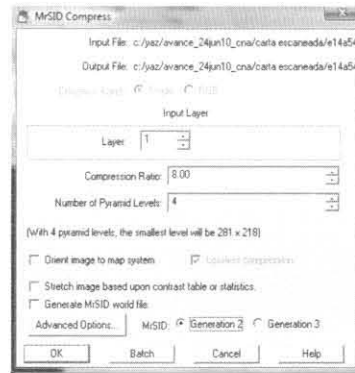 MrSID Compress
Input File: c:/yaz/avance_24jun10_cna/carta escaneada/e14a54
Output File: c:/yaz/avance_24jun10_cna/carta escaneada/e14a54
Input Layer
Layer: 1
Compression Ratio: 8.00
Number of Pyramid Levels: 4
(With 4 pyramid levels, the smallest level will be 281 x 218)
Orient image to map system
Stretch image based upon contrast table or statistics.
Generate MrSID world file.
Advanced Options... MrSID: Generation 2 Generation 3
OK Batch Cancel Help